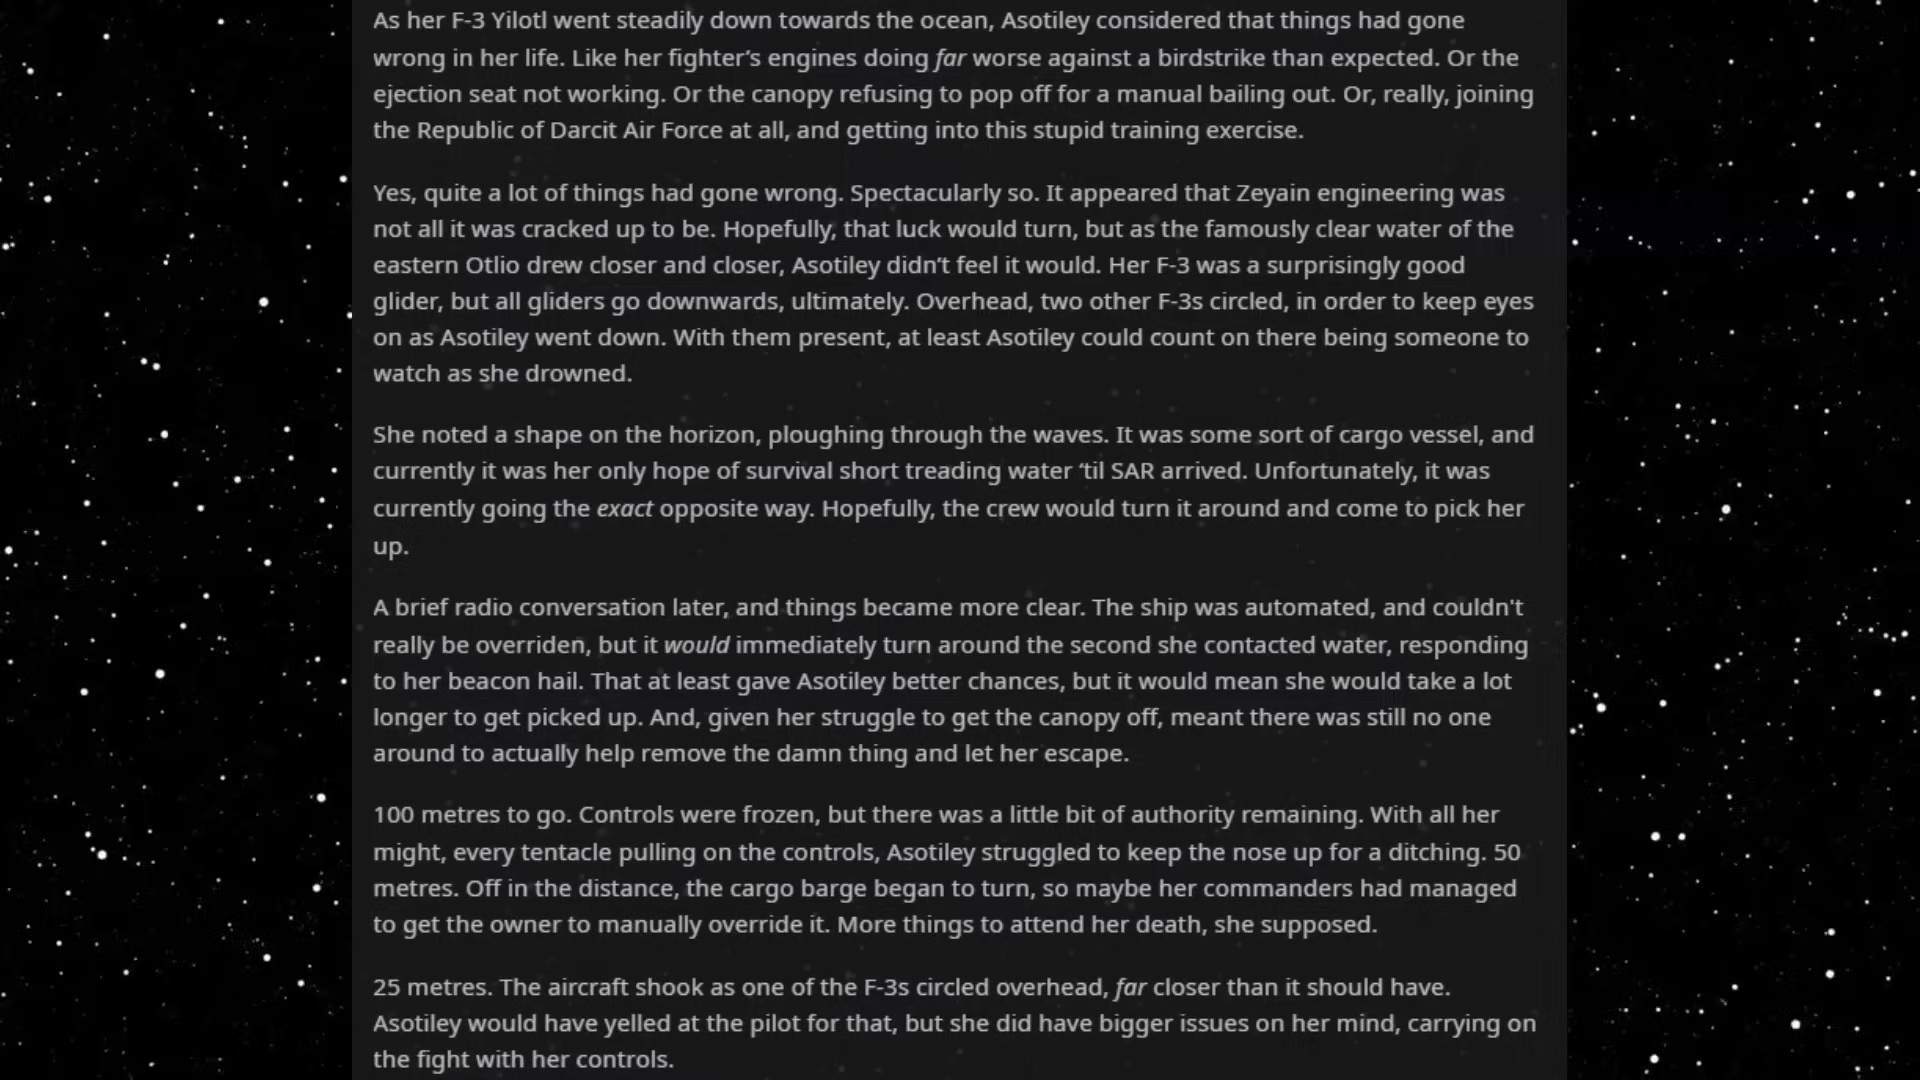 As her F-3 Yilotl went steadily down towards the ocean, Asotiley considered that things had gone
wrong in her life. Like her fighter’s engines doing far worse against a birdstrike than expected. Or the
ejection seat not working. Or the canopy refusing to pop off for a manual bailing out. Or, really, joining
the Republic of Darcit Air Force at all, and getting into this stupid training exercise.
Yes, quite a lot of things had gone wrong. Spectacularly so. It appeared that Zeyain engineering was
not all it was cracked up to be. Hopefully, that luck would turn, but as the famously clear water of the
eastern Otlio drew closer and closer, Asotiley didn’t feel it would. Her F-3 was a surprisingly good
glider, but all gliders go downwards, ultimately. Overhead, two other F-3s circled, in order to keep eyes
on as Asotiley went down. With them present, at least Asotiley could count on there being someone to
watch as she drowned.
She noted a shape on the horizon, ploughing through the waves. It was some sort of cargo vessel, and
currently it was her only hope of survival short treading water ‘til SAR arrived. Unfortunately, it was
currently going the exact opposite way. Hopefully, the crew would turn it around and come to pick her
up.
A brief radio conversation later, and things became more clear. The ship was automated, and couldn't
really be overriden, but it would immediately turn around the second she contacted water, responding
to her beacon hail. That at least gave Asotiley better chances, but it would mean she would take a lot
longer to get picked up. And, given her struggle to get the canopy off, meant there was still no one
around to actually help remove the damn thing and let her escape.
100 metres to go. Controls were frozen, but there was a little bit of authority remaining. With all her
might, every tentacle pulling on the controls, Asotiley struggled to keep the nose up for a ditching. 50
metres. Off in the distance, the cargo barge began to turn, so maybe her commanders had managed
to get the owner to manually override it. More things to attend her death, she supposed.
25 metres. The aircraft shook as one of the F-3s circled overhead, far closer than it should have.
Asotiley would have yelled at the pilot for that, but she did have bigger issues on her mind, carrying on
the fight with her controls.